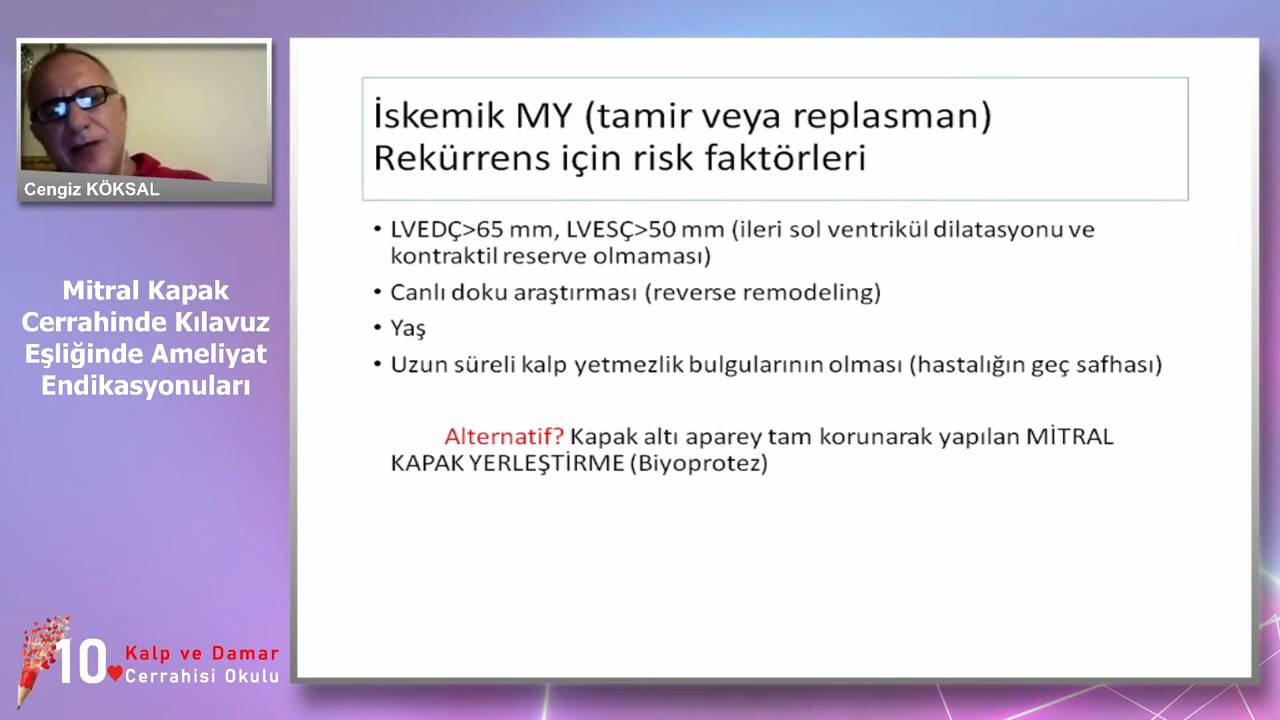 Cengiz KÖKSAL
Mitral Kapak
Cerrahinde Kılavuz
Eşliğinde Ameliyat
Endikasyonuları
10.
Kalp ve Damar
Cerrahisi Okulu
İskemik MY (tamir veya replasman)
Rekürrens için risk faktörleri
• LVEDÇ>65 mm, LVESÇ>50 mm (ileri sol ventrikül dilatasyonu ve
kontraktil reserve olmaması)
• Canlı doku araştırması (reverse remodeling)
• Yaş
• Uzun süreli kalp yetmezlik bulgularının olması (hastalığın geç safhası)
Alternatif? Kapak altı aparey tam korunarak yapılan MİTRAL
KAPAK YERLEŞTİRME (Biyoprotez)